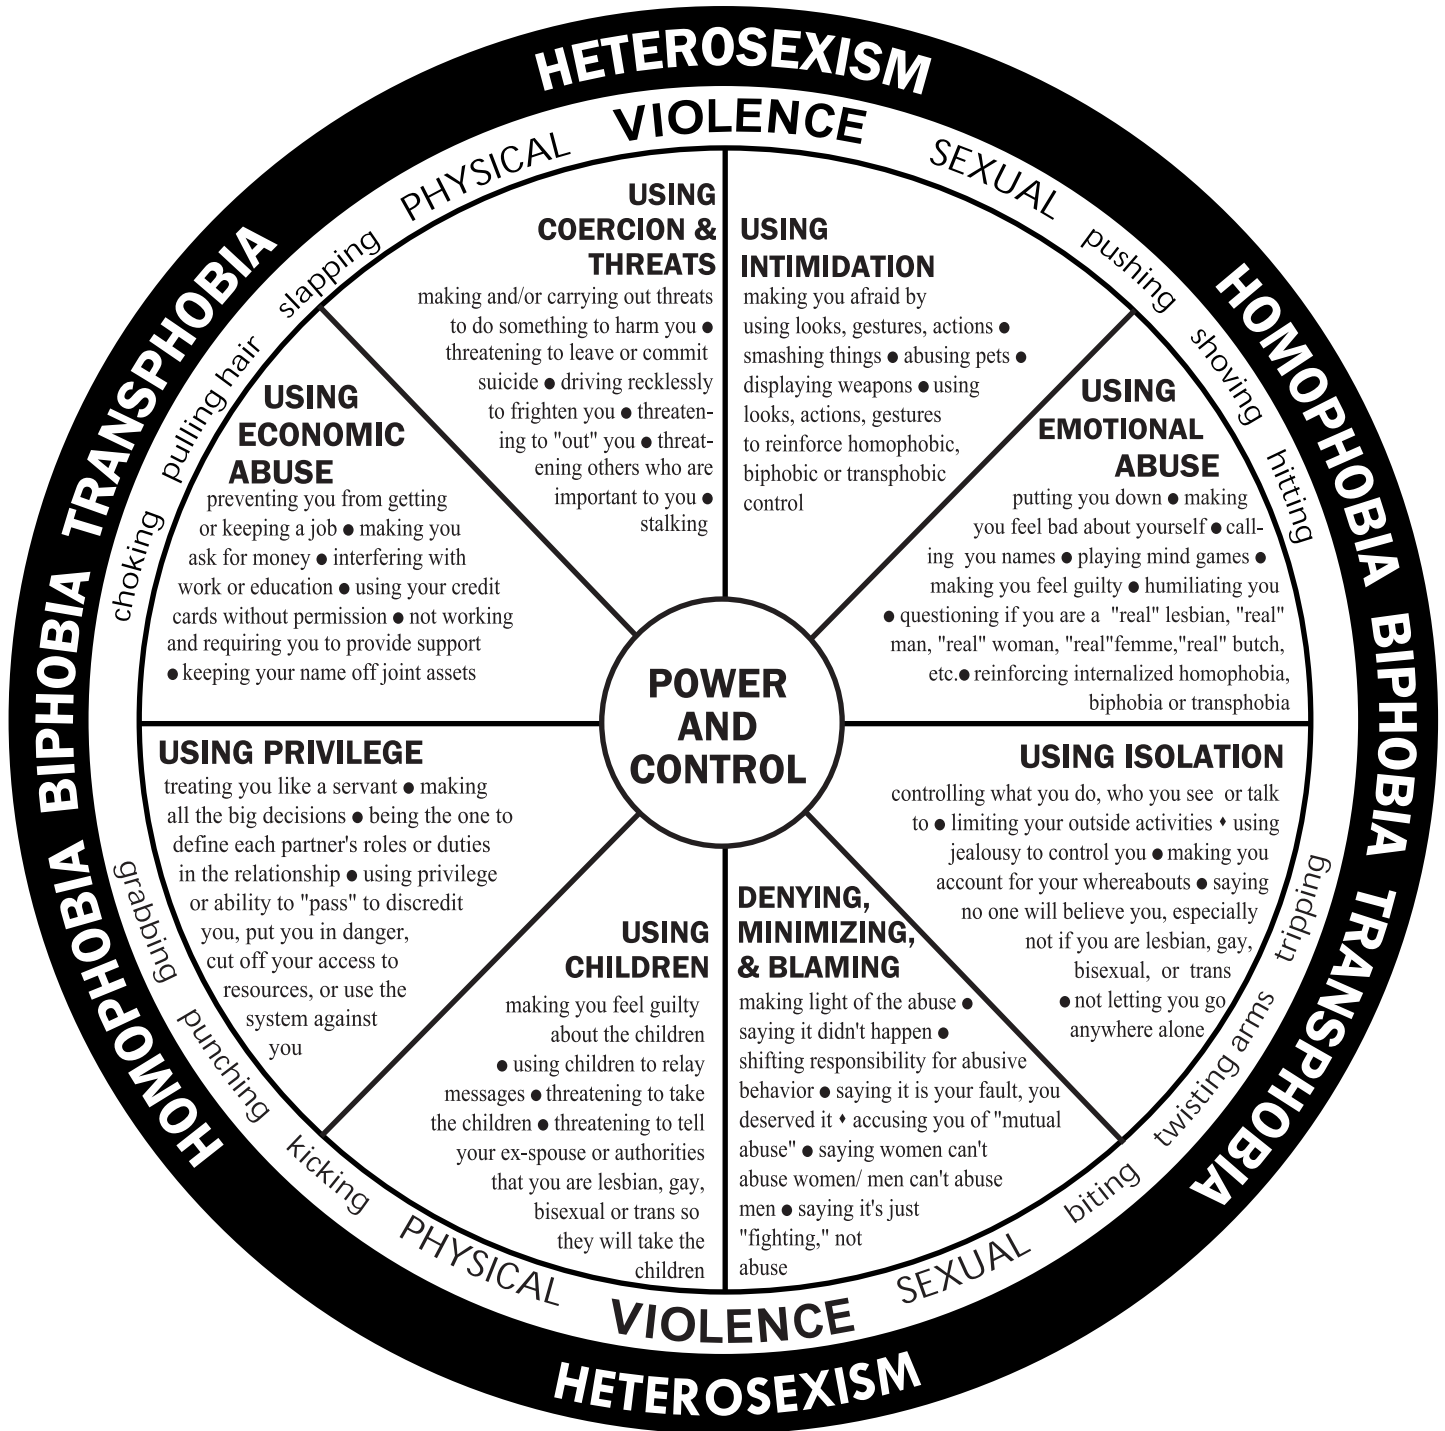 HETEROSEXISM
HOMOPHOBIA BIPHOBIA TRANSPHOBIA
HETEROSEXISM
HOMOPHOBIA BIPHOBIA TRANSPHOBIA
PHYSICAL VIOLENCE SEXUAL
pushing shoving hitting
tripping twisting arms biting
PHYSICAL VIOLENCE SEXUAL
kicking punching grabbing
choking pulling hair slapping
USING
COERCION &
THREATS
making and/or carrying out threats
to do something to harm you ●
threatening to leave or commit
suicide ● driving recklessly
to frighten you ● threaten-
ing to "out" you ● threat-
ening others who are
important to you ●
stalking
USING
INTIMIDATION
making you afraid by
using looks, gestures, actions ●
smashing things ● abusing pets ●
displaying weapons ● using
looks, actions, gestures
to reinforce homophobic,
biphobic or transphobic
control
USING
EMOTIONAL
ABUSE
putting you down ● making
you feel bad about yourself ● call-
ing you names ● playing mind games ●
making you feel guilty ● humiliating you
● questioning if you are a "real" lesbian, "real"
man, "real" woman, "real"femme,"real" butch,
etc.● reinforcing internalized homophobia,
biphobia or transphobia
USING ISOLATION
controlling what you do, who you see or talk
to ● limiting your outside activities ♦ using
jealousy to control you ● making you
account for your whereabouts ● saying
no one will believe you, especially
not if you are lesbian, gay,
bisexual, or trans
● not letting you go
anywhere alone
DENYING,
MINIMIZING,
& BLAMING
making light of the abuse ●
saying it didn't happen ●
shifting responsibility for abusive
behavior ● saying it is your fault, you
deserved it ♦ accusing you of "mutual
abuse" ● saying women can't
abuse women/ men can't abuse
men ● saying it's just
"fighting," not
abuse
USING
CHILDREN
making you feel guilty
about the children
● using children to relay
messages ● threatening to take
the children ● threatening to tell
your ex-spouse or authorities
that you are lesbian, gay,
bisexual or trans so
they will take the
children
USING PRIVILEGE
treating you like a servant ● making
all the big decisions ● being the one to
define each partner's roles or duties
in the relationship ● using privilege
or ability to "pass" to discredit
you, put you in danger,
cut off your access to
resources, or use the
system against
you
USING
ECONOMIC
ABUSE
preventing you from getting
or keeping a job ● making you
ask for money ● interfering with
work or education ● using your credit
cards without permission ● not working
and requiring you to provide support
● keeping your name off joint assets
POWER
AND
CONTROL